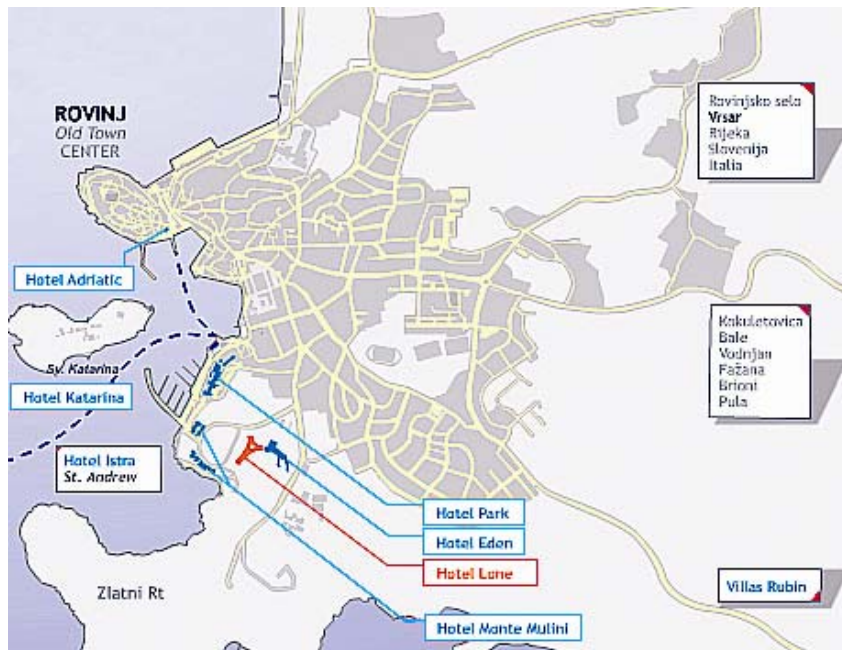 ROVINJ
Old Town
CENTER
Hotel Adriatic
Sv. Katarina
Hotel Katarina
Hotel Istra
St. Andrew
Zlatni Rt
Rovinjsko selo
Vrsar
Rijeka
Slovenija
Italia
Kokuletovica
Bale
Vodnjan
Fažana
Brioni
Pula
Hotel Park
Hotel Eden
Hotel Lone
Villas Rubin
Hotel Monte Mulini